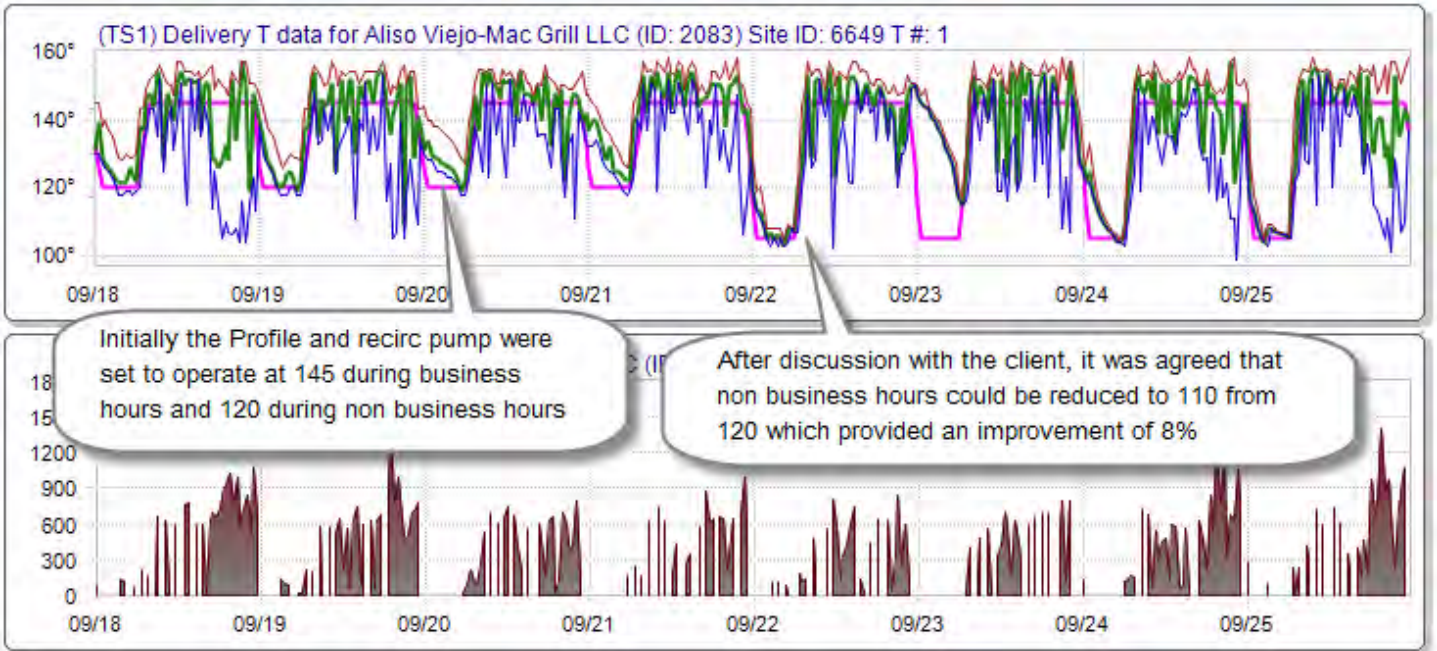 (TS1) Delivery T data for Aliso Viejo-Mac Grill LLC (ID: 2083) Site ID: 6649 T #: 1
160°
140°
120°
100°
09/18 09/19 09/20 09/21 09/22 09/23 09/24 09/25
Initially the Profile and recirc pump were
set to operate at 145 during business
hours and 120 during non business hours
After discussion with the client, it was agreed that
non business hours could be reduced to 110 from
120 which provided an improvement of 8%
1200
900
600
300
0
09/18 09/19 09/20 09/21 09/22 09/23 09/24 09/25